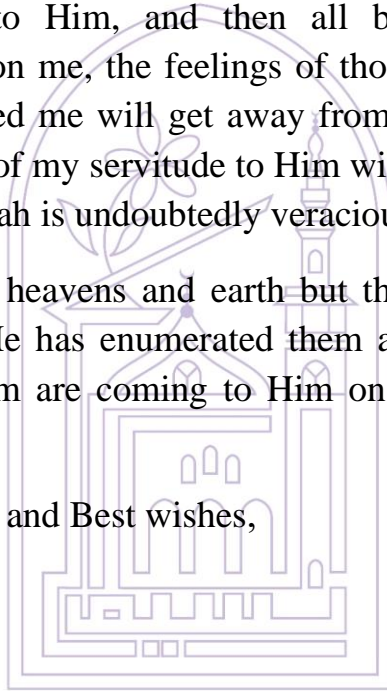 to Him, and then all b
on me, the feelings of tho
ed me will get away from
of my servitude to Him wi
ah is undoubtedly veracious
heavens and earth but th
He has enumerated them a
m are coming to Him on
and Best wishes,